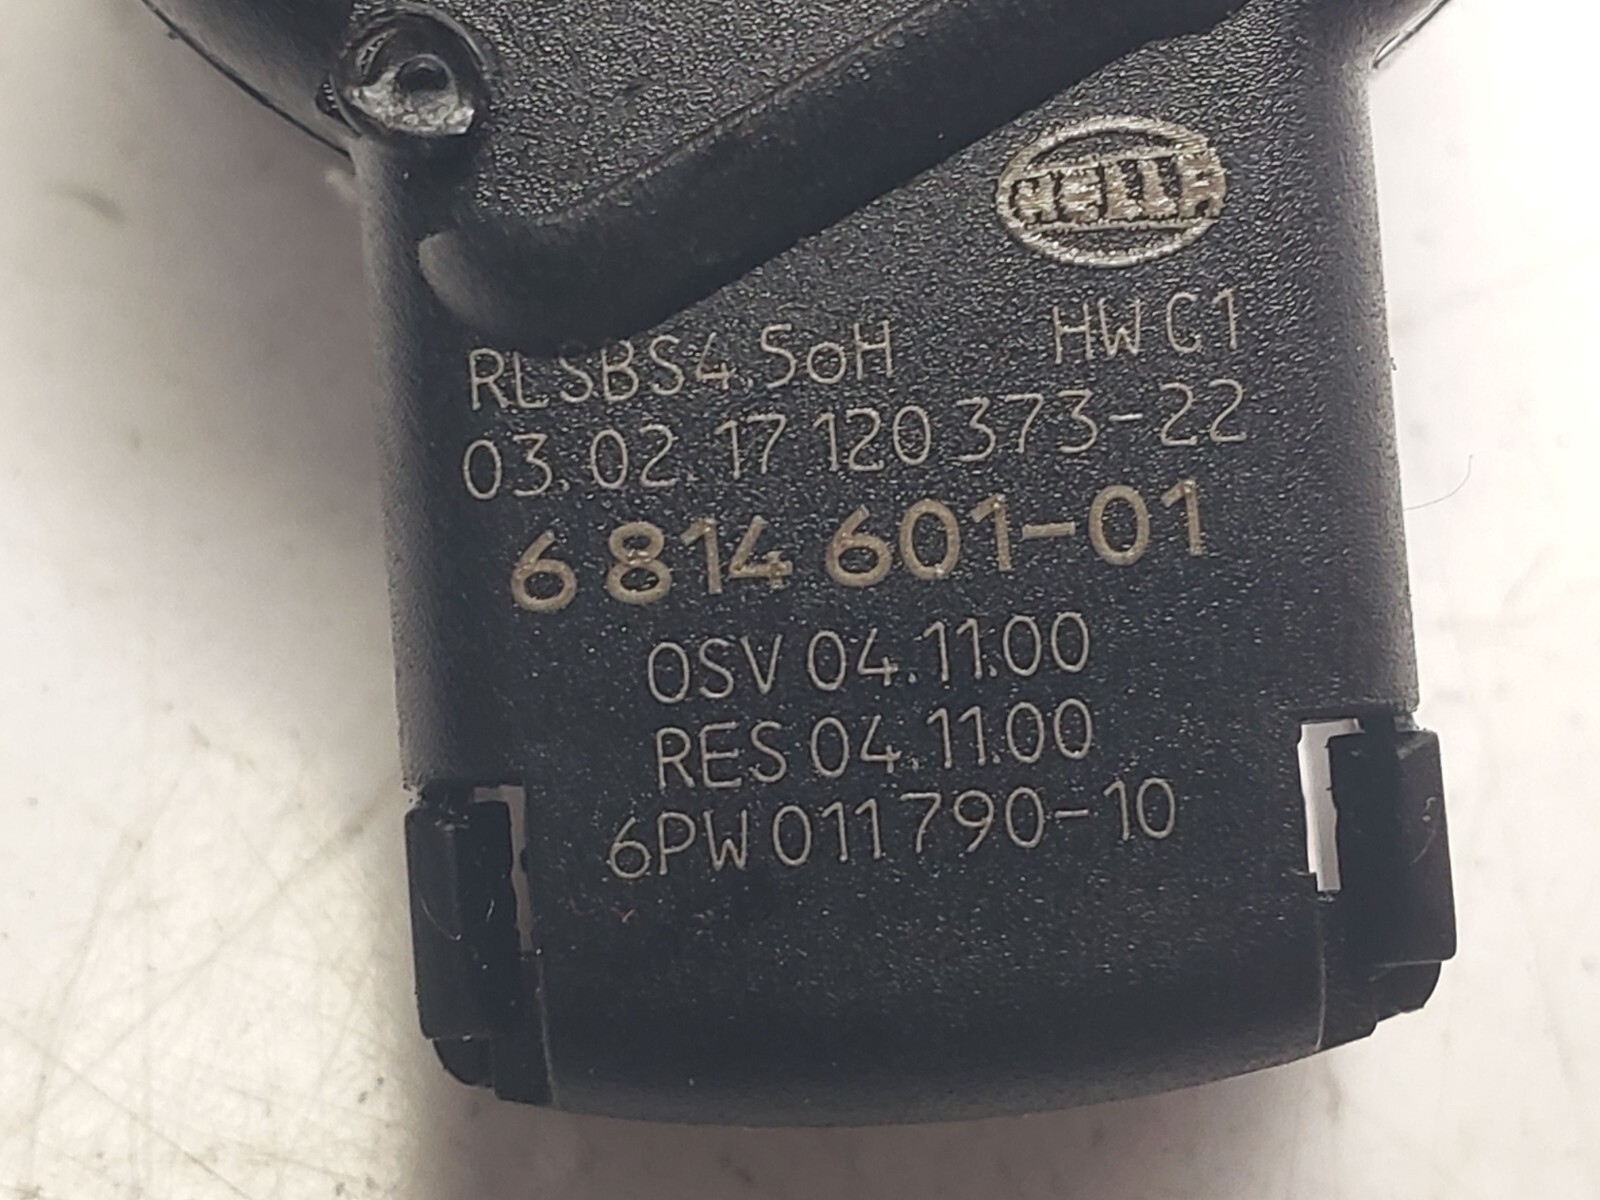 HELLA
RLSBS4.5oH HW C1
03.02.17 120 373-22
6 814 601-01
OSV 04.11.00
RES 04.11.00
6PW 011 790-10